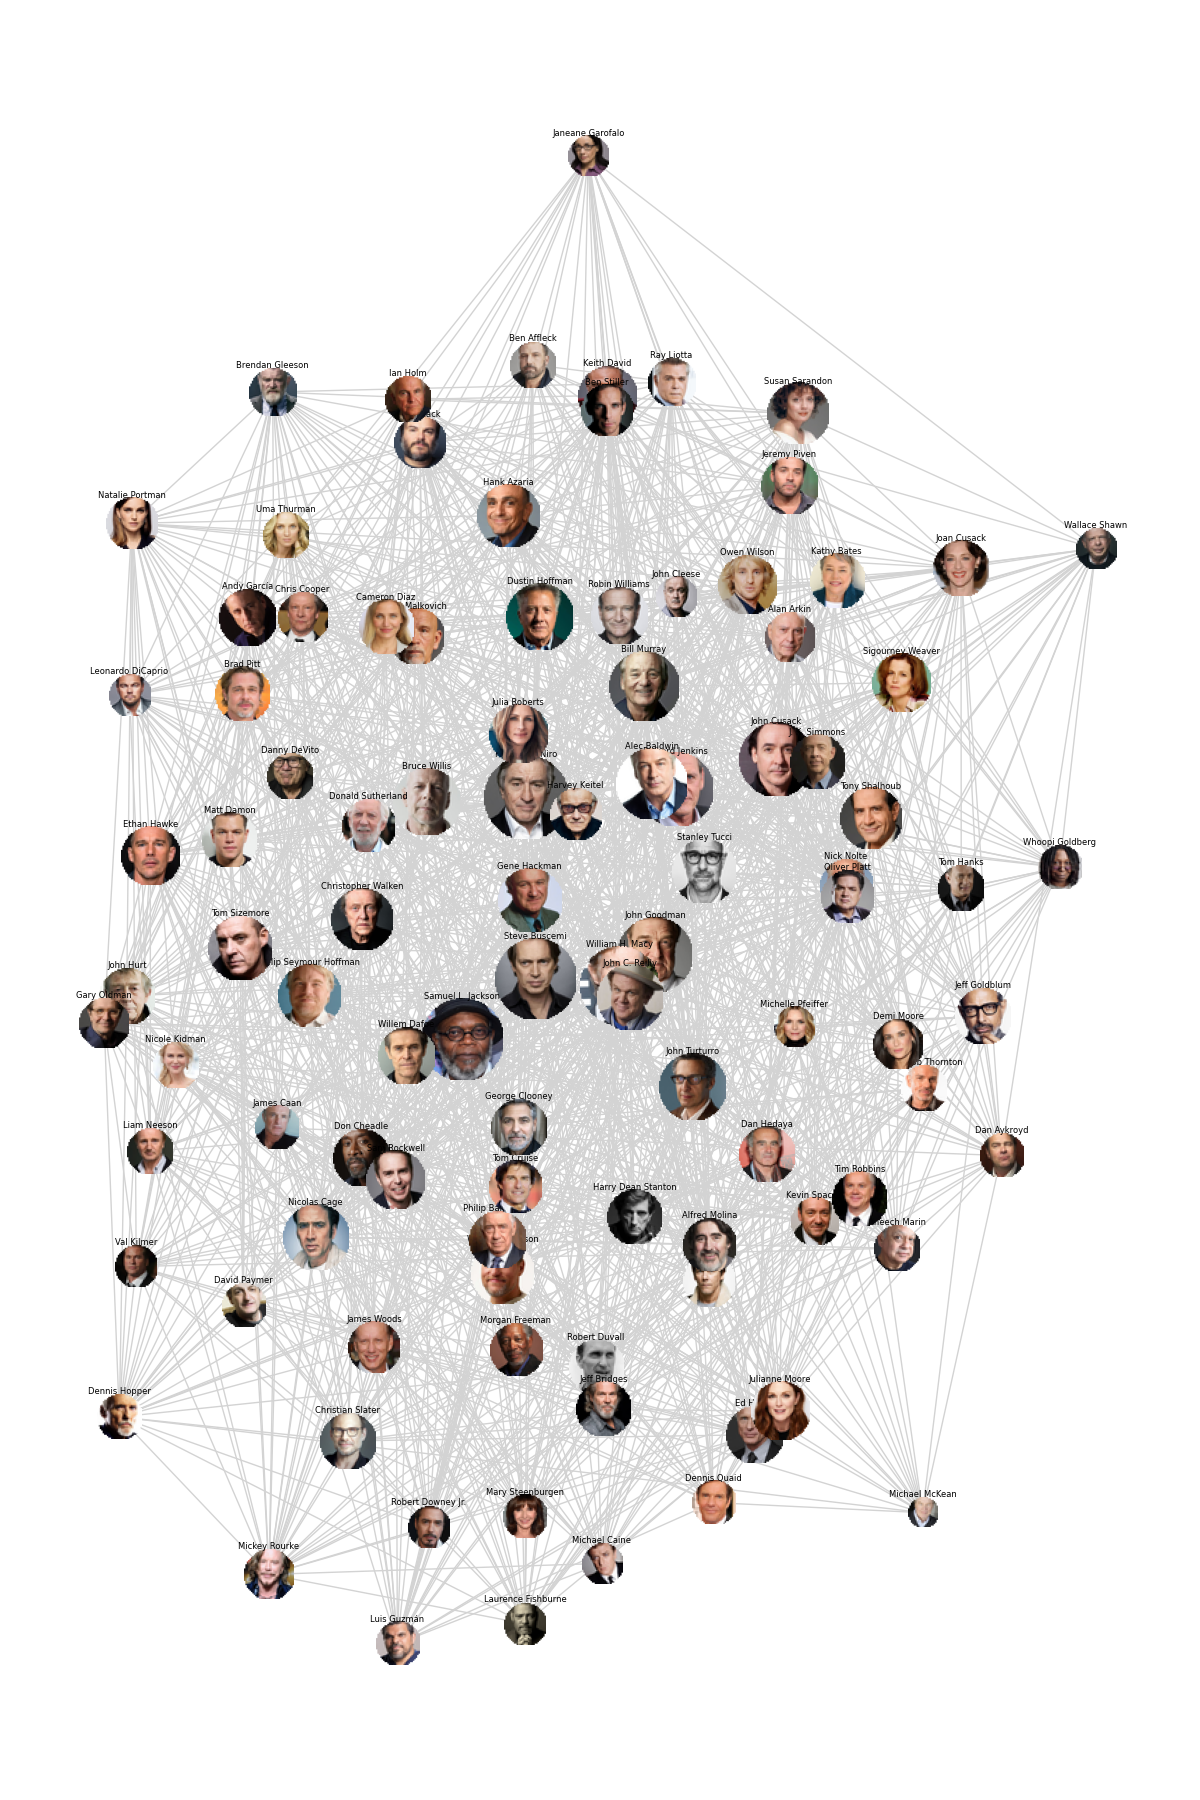 Janeane Garofalo
Ben Affleck
Ray Liotta
Keith David
Brendan Gleeson
Ian Holm
Ben Stiller
Susan Sarandon
ack
Jeremy Piven
Hank Azaria
Natalie Portman
Uma Thurman
Wallace Shawn
Joan Cusack
Owen Wilson
Kathy Bates
John Cleese
Dustin Hoffman
Robin Williams
Andy Garcia
Chris Cooper
Cameron Diaz
Malkovich
Alan Arkin
Bill Murray
Sigourney Weaver
Brad Pitt
Leonardo DiCaprio
Julia Roberts
John Cusack
Simmons
Alec Baldwin
d Jenkins
Danny DeVito
Niro
Bruce Willis
Harvey Keitel
Tony Shalhoub
Donald Sutherland
Matt Damon
Ethan Hawke
Stanley Tucci
Whoopi Goldberg
Nick Nolte
Tom Hanks
Oliver Platt
Gene Hackman
Christopher Walken
Tom Sizemore
John Goodman
Steve Buscemi
William H. Macy
lip Seymour Hoffman
John C. Reilly
John Hurt
Jeff Goldblum
Gary Oldman
Samuel L. Jackson
Michelle Pfeiffer
Demi Moore
Willem Dafo
Nicole Kidman
John Turturro
b Thornton
George Clooney
James Caan
Liam Neeson
Don Cheadle
Dan Hedaya
Dan Aykroyd
Rockwell
Tom Cruise
Tim Robbins
Harry Dean Stanton
Kevin Spac
Nicolas Cage
Philip Ba
Alfred Molina
eech Marin
son
Val Kilmer
David Paymer
James Woods
Morgan Freeman
Robert Duvall
Jeff Bridges
Julianne Moore
Dennis Hopper
Ed H
Christian Slater
Dennis Quaid
Mary Steenburgen
Michael McKean
Robert Downey Jr.
Michael Caine
Mickey Rourke
Laurence Fishburne
Luis Guzmán